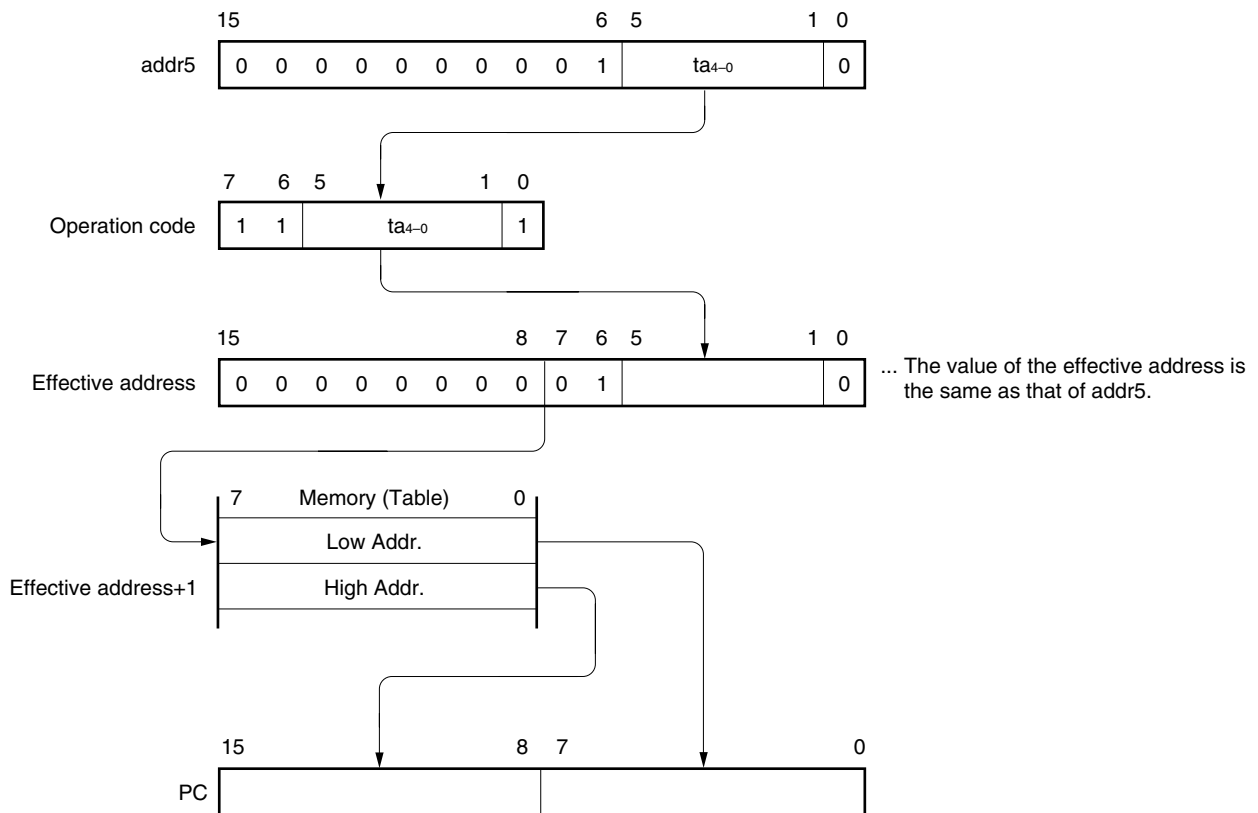 15 6 5 1 0
addr5 0 0 0 0 0 0 0 0 0 1 ta4–0 0
7 6 5 1 0
Operation code 1 1 ta4–0 1
15 8 7 6 5 1 0
Effective address 0 0 0 0 0 0 0 0 0 1 0
... The value of the effective address is
the same as that of addr5.
7 Memory (Table) 0
Low Addr.
Effective address+1 High Addr.
15 8 7 0
PC